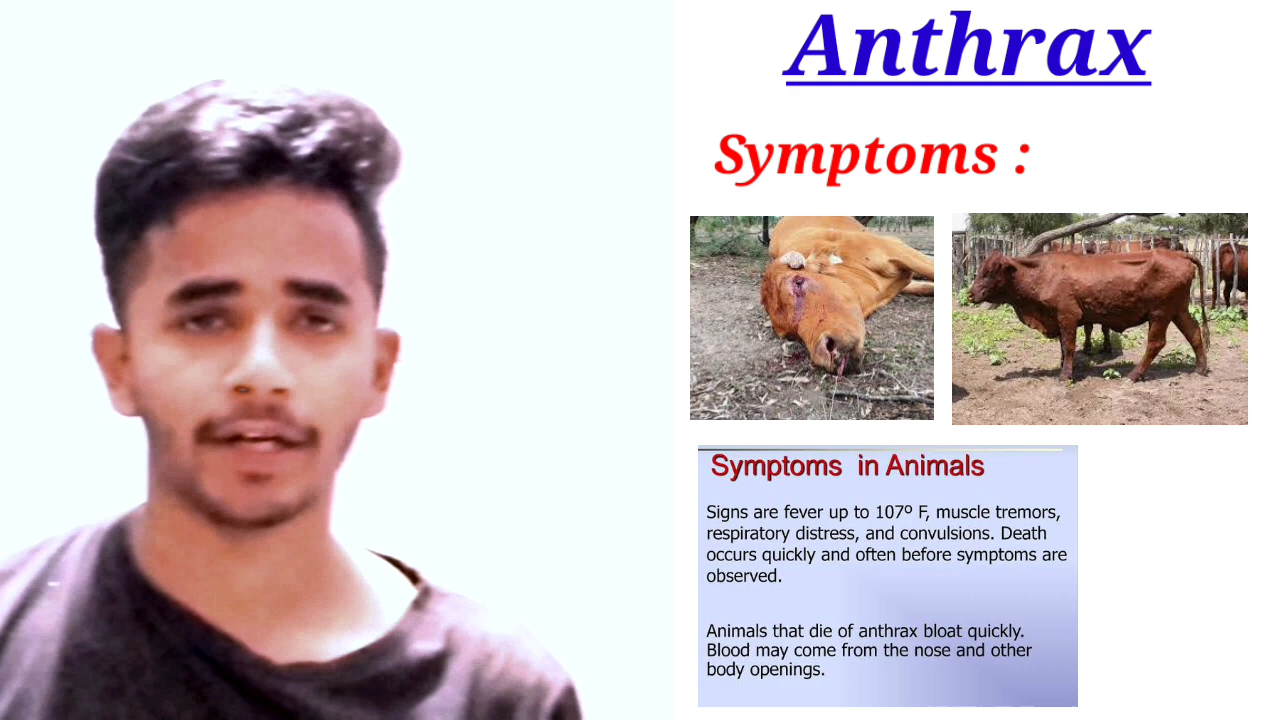 Anthrax
Symptoms :
Symptoms in Animals
Signs are fever up to 107º F, muscle tremors,
respiratory distress, and convulsions. Death
occurs quickly and often before symptoms are
observed.
Animals that die of anthrax bloat quickly.
Blood may come from the nose and other
body openings.